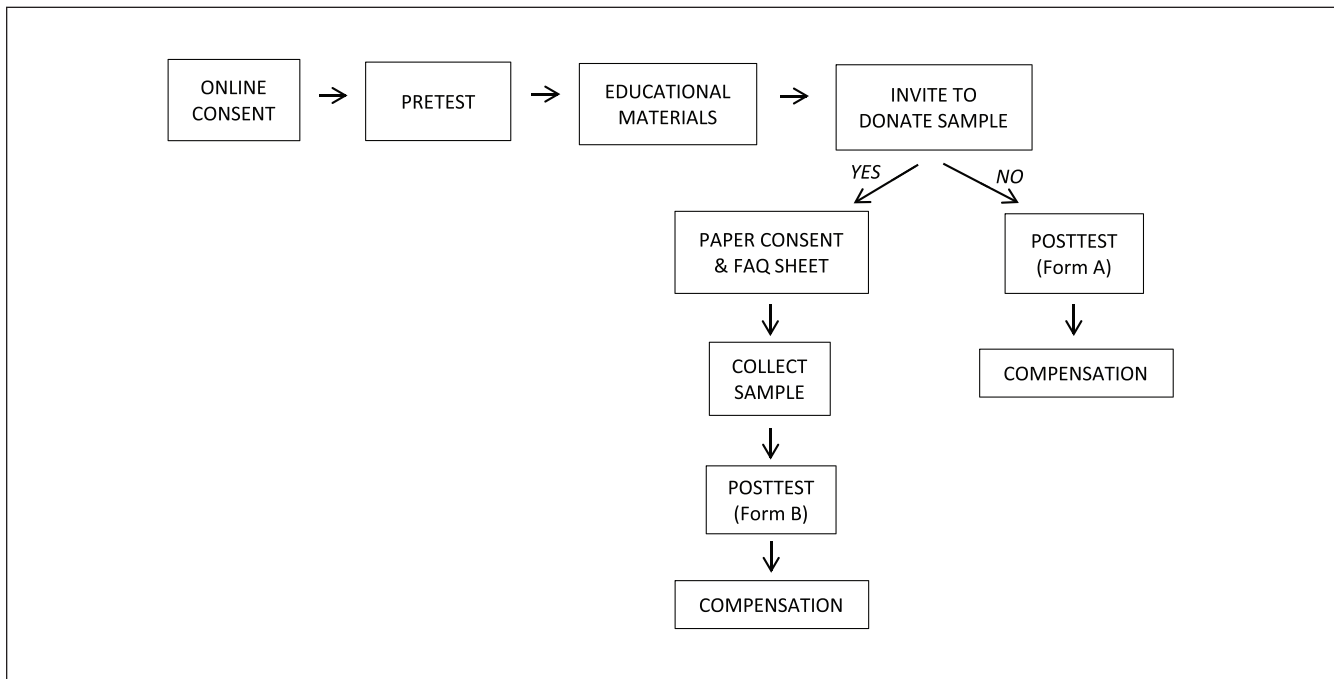 ONLINE
CONSENT
PRETEST
EDUCATIONAL
MATERIALS
INVITE TO
DONATE SAMPLE
YES
NO
PAPER CONSENT
& FAQ SHEET
POSTTEST
(Form A)
COLLECT
SAMPLE
COMPENSATION
POSTTEST
(Form B)
COMPENSATION